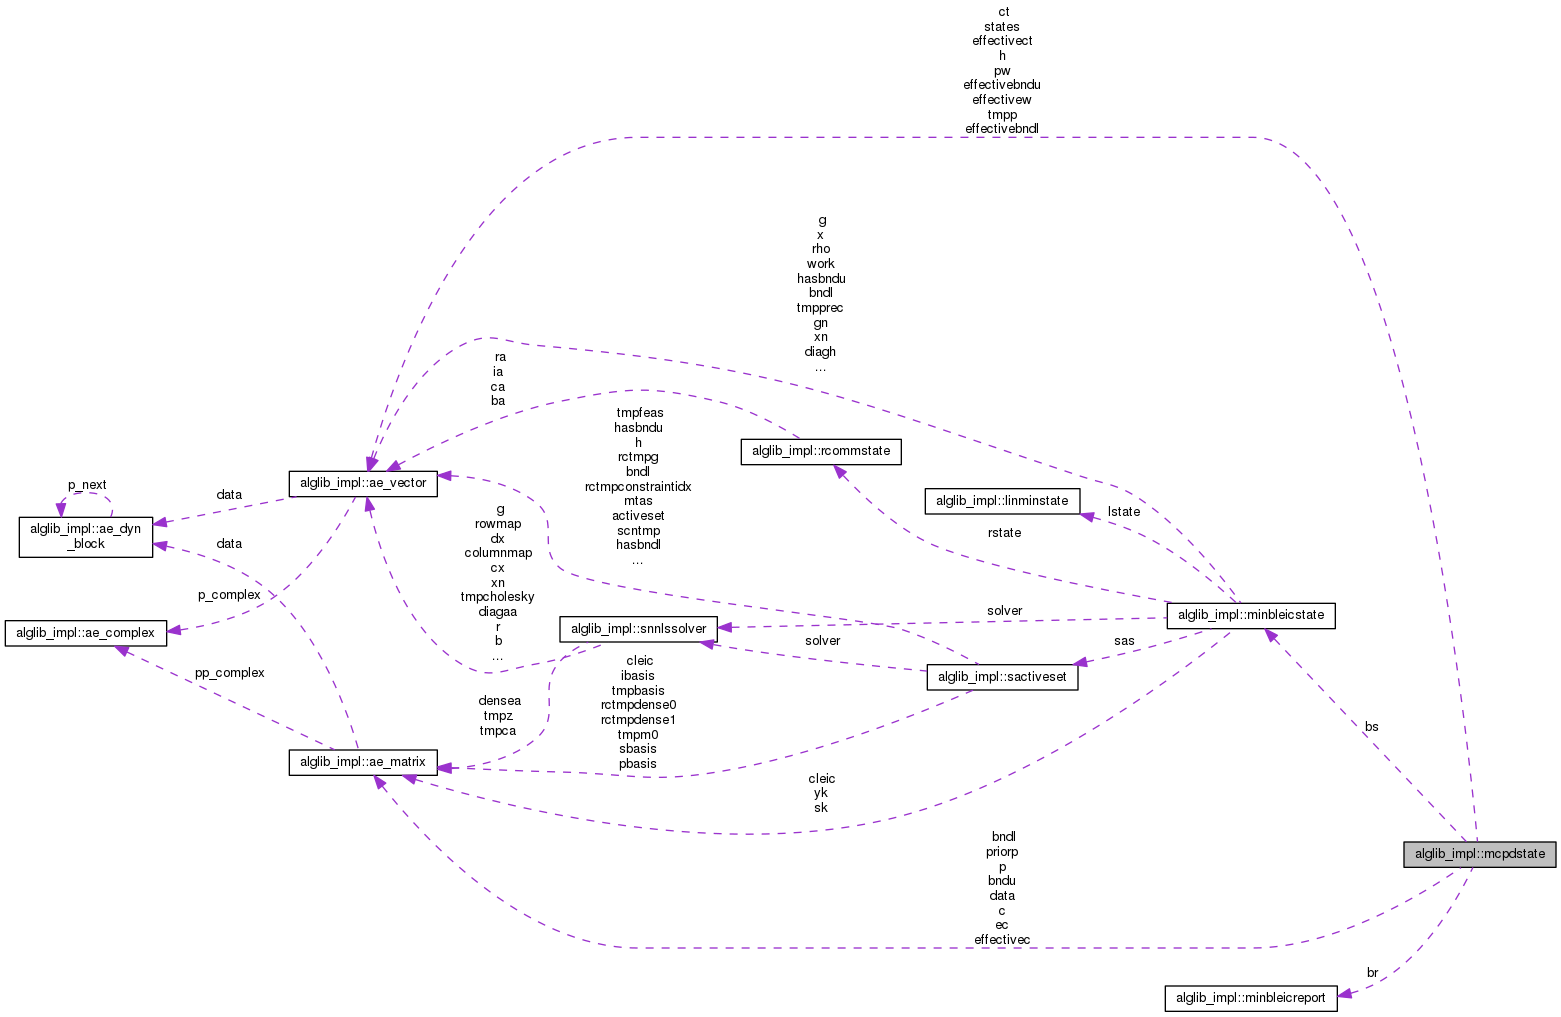 ct
states
effectivect
h
pw
effectivebndu
effectivew
tmpp
effectivebndl
g
x
rho
work
hasbndu
bndl
tmpprec
gn
xn
diagh
...
ra
ia
ca
ba
tmpfeas
hasbndu
h
rctmpg
bndl
rctmpconstraintidx
mtas
activeset
scntmp
hasbndl
...
alglib_impl::rcommstate
alglib_impl::ae_vector
p_next
data
alglib_impl::linminstate
lstate
alglib_impl::ae_dyn
_block
data
g
rowmap
dx
columnmap
cx
xn
tmpcholesky
diagaa
r
b
...
rstate
p_complex
solver
alglib_impl::minbleicstate
alglib_impl::ae_complex
alglib_impl::snnlssolver
solver
sas
cleic
ibasis
tmpbasis
rctmpdense0
rctmpdense1
tmpm0
sbasis
pbasis
pp_complex
alglib_impl::sactiveset
densea
tmpz
tmpca
bs
alglib_impl::ae_matrix
cleic
yk
sk
bndl
priorp
p
bndu
data
c
ec
effectivec
alglib_impl::mcpdstate
br
alglib_impl::minbleicreport